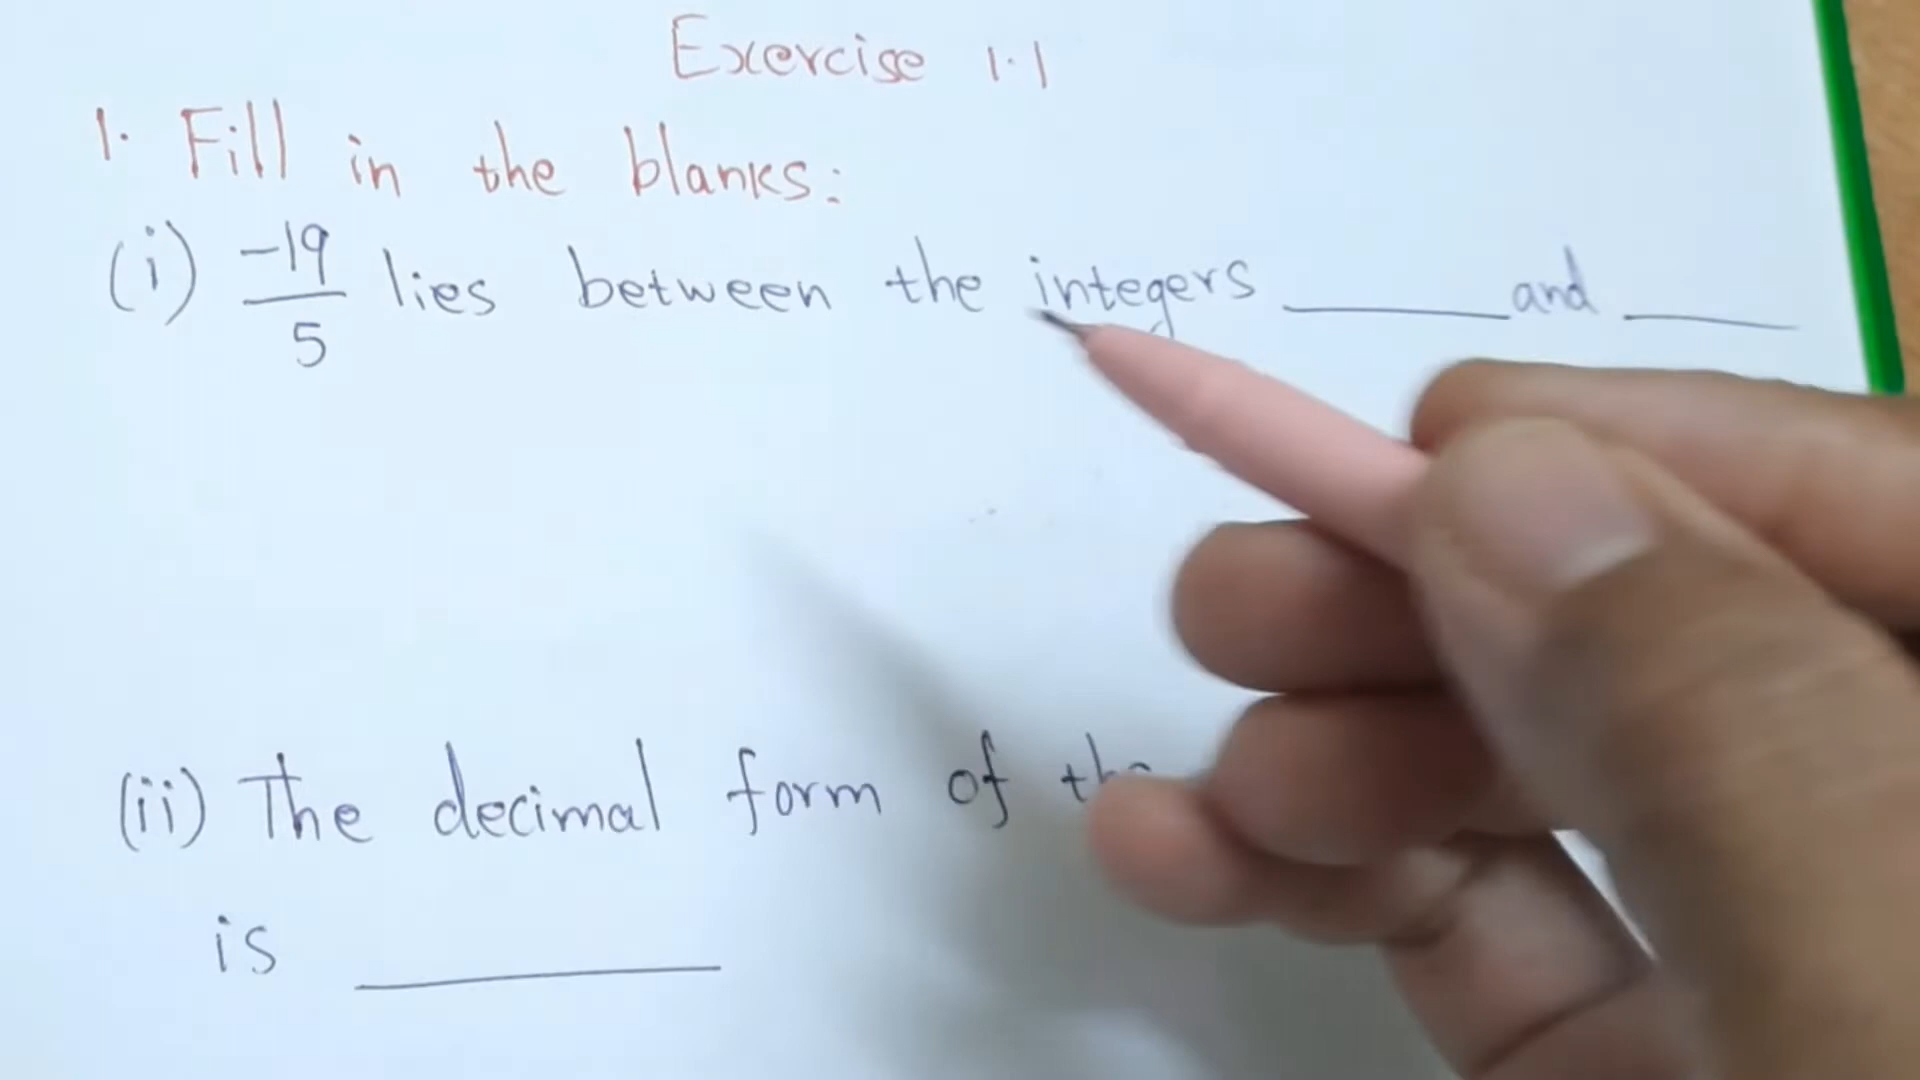 Exercise 1.1
1. Fill in the blanks:
(i) -19/5 lies between the integers ______ and ______
(ii) The decimal form of the
is ______